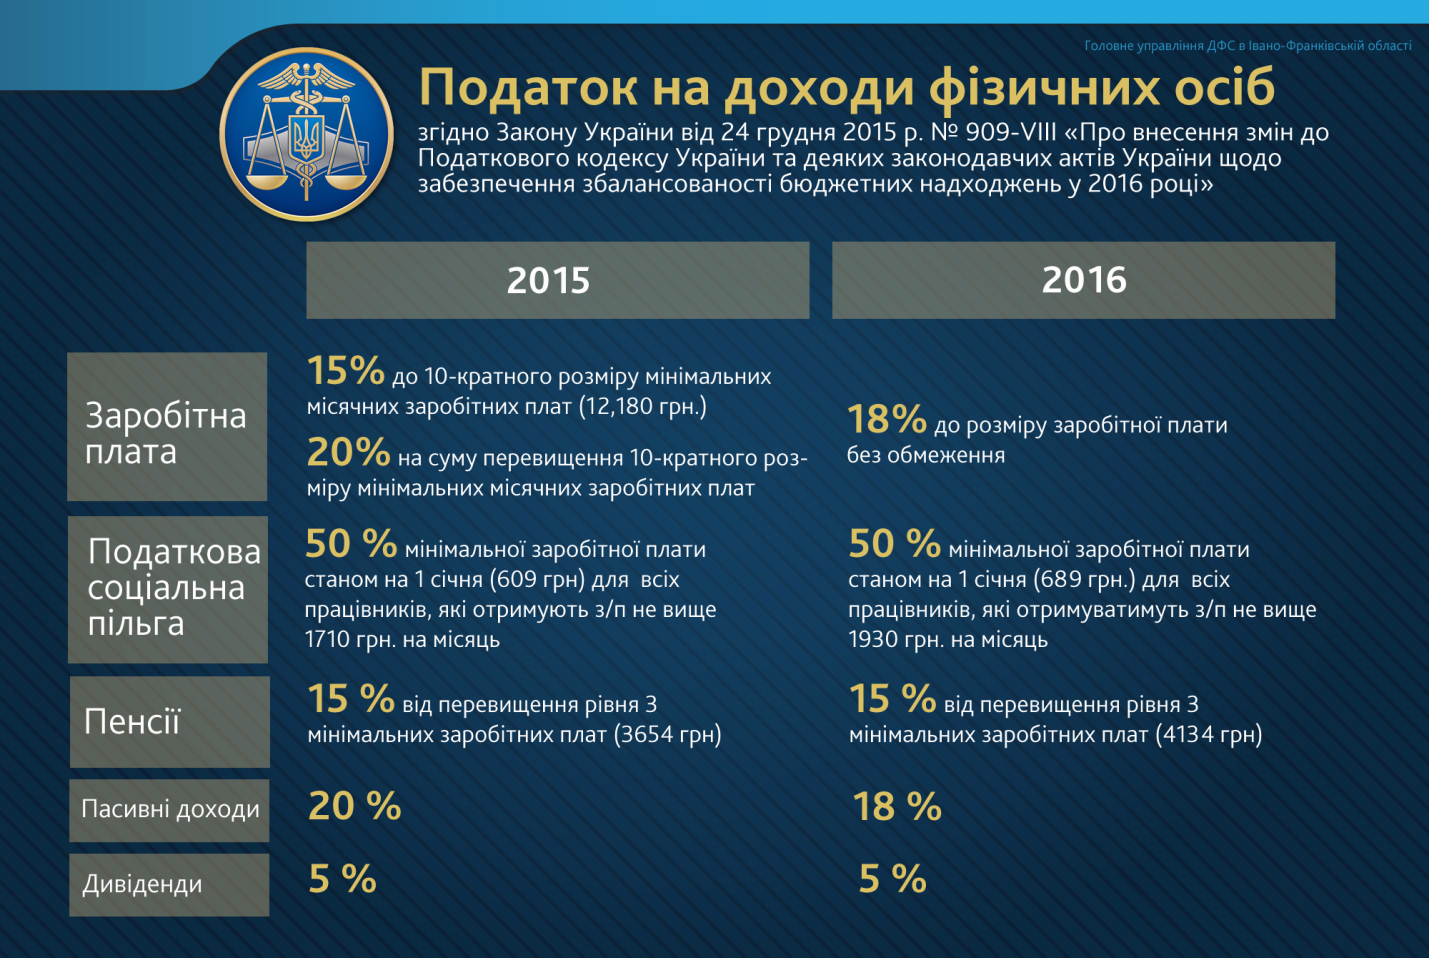 Головне управління ДФС в Івано-Франківській області
Податок на доходи фізичних осіб
згідно Закону України від 24 грудня 2015 р. № 909-VIII «Про внесення змін до
Податкового кодексу України та деяких законодавчих актів України щодо
забезпечення збалансованості бюджетних надходжень у 2016 році»
2015
2016
Заробітна
плата
15% до 10-кратного розміру мінімальних
місячних заробітних плат (12,180 грн.)
20% на суму перевищення 10-кратного роз-
міру мінімальних місячних заробітних плат
18% до розміру заробітної плати
без обмеження
Податкова
соціальна
пільга
50 % мінімальної заробітної плати
станом на 1 січня (609 грн) для всіх
працівників, які отримують з/п не вище
1710 грн. на місяць
50 % мінімальної заробітної плати
станом на 1 січня (689 грн.) для всіх
працівників, які отримуватимуть з/п не вище
1930 грн. на місяць
Пенсії
15 % від перевищення рівня 3
мінімальних заробітних плат (3654 грн)
15 % від перевищення рівня 3
мінімальних заробітних плат (4134 грн)
Пасивні доходи
20 %
18 %
Дивіденди
5 %
5 %